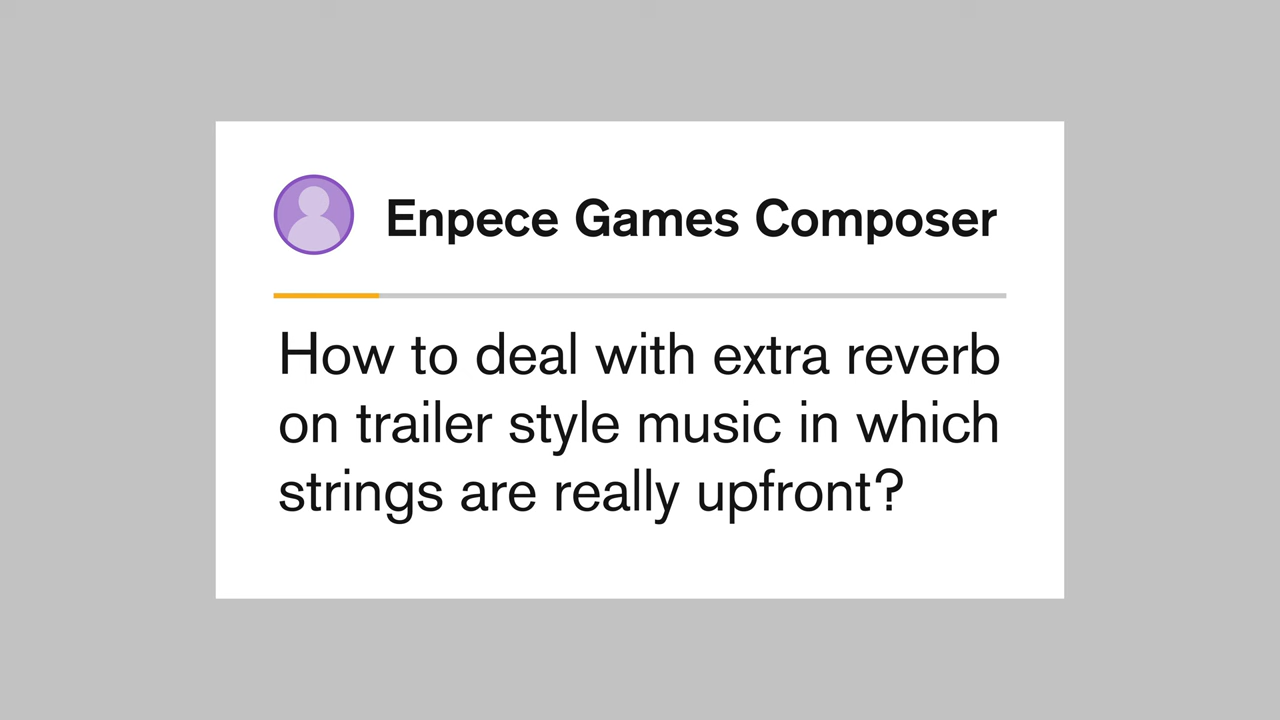 Enpece Games Composer
How to deal with extra reverb
on trailer style music in which
strings are really upfront?